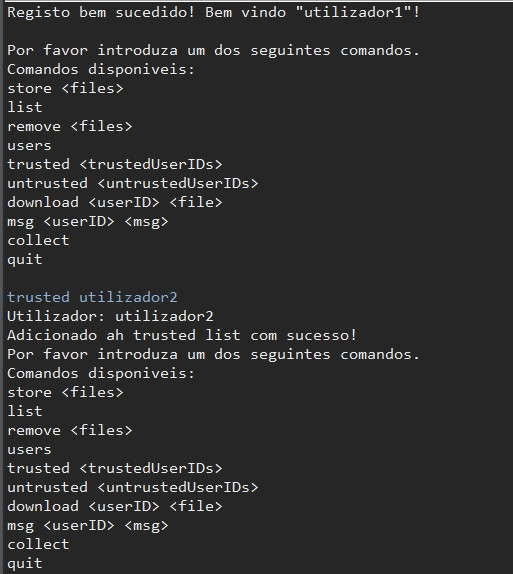 Registo bem sucedido! Bem vindo "utilizador1"!
Por favor introduza um dos seguintes comandos.
Comandos disponiveis:
store <files>
list
remove <files>
users
trusted <trustedUserIDs>
untrusted <untrustedUserIDs>
download <userID> <file>
msg <userID> <msg>
collect
quit
trusted utilizador2
Utilizador: utilizador2
Adicionado ah trusted list com sucesso!
Por favor introduza um dos seguintes comandos.
Comandos disponiveis:
store <files>
list
remove <files>
users
trusted <trustedUserIDs>
untrusted <untrustedUserIDs>
download <userID> <file>
msg <userID> <msg>
collect
quit